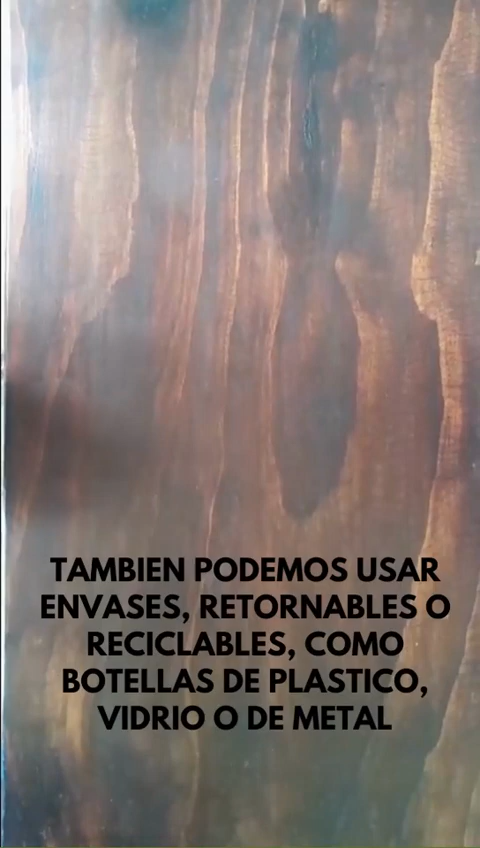 TAMBIEN PODEMOS USAR
ENVASES, RETORNABLES O
RECICLABLES, COMO
BOTELLAS DE PLASTICO,
VIDRIO O DE METAL